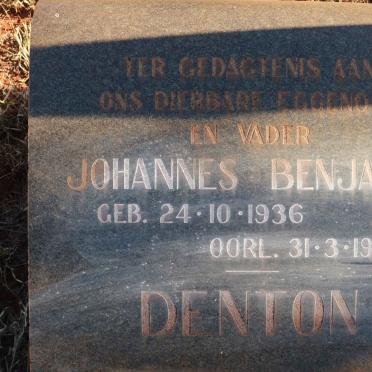 TER GEDAGTENIS AAN
ONS DIERBARE EGGENO
EN VADER
JOHANNES BENJA
GEB. 24·10·1936
OORL. 31·3·19
DENTON